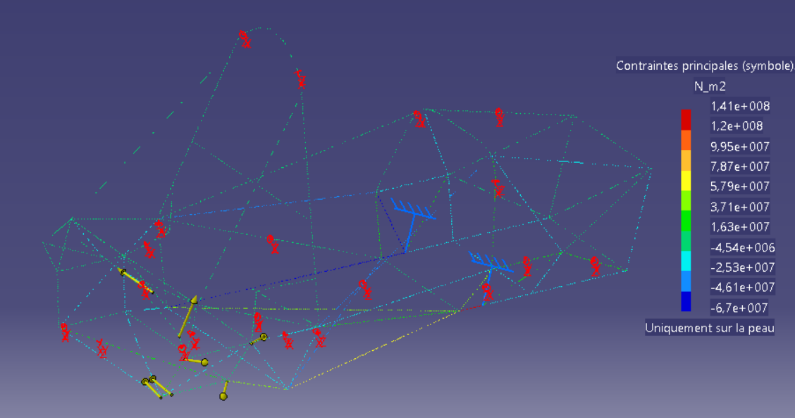 Contraintes principales (symbole)
N_m2
1,41e+008
1,2e+008
9,95e+007
7,87e+007
5,79e+007
3,71e+007
1,63e+007
-4,54e+006
-2,53e+007
-4,61e+007
-6,7e+007
Uniquement sur la peau